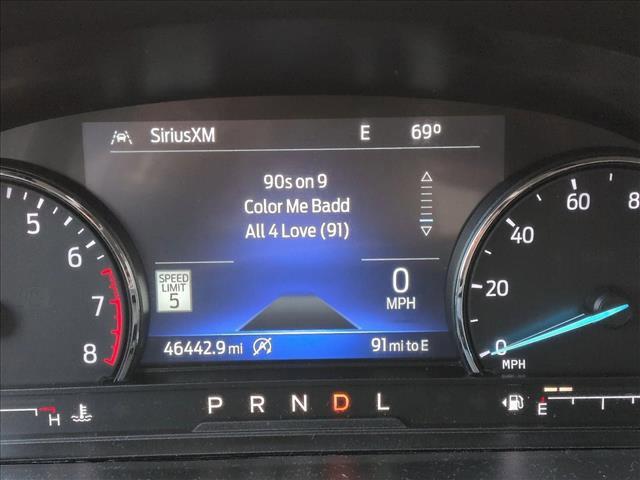 SiriusXM E 69°
90s on 9
Color Me Badd
All 4 Love (91)
5
6
7
8
SPEED
LIMIT
5
0
MPH
46442.9 mi
91 mi to E
0
20
40
60
8
MPH
H
P R N D L
E